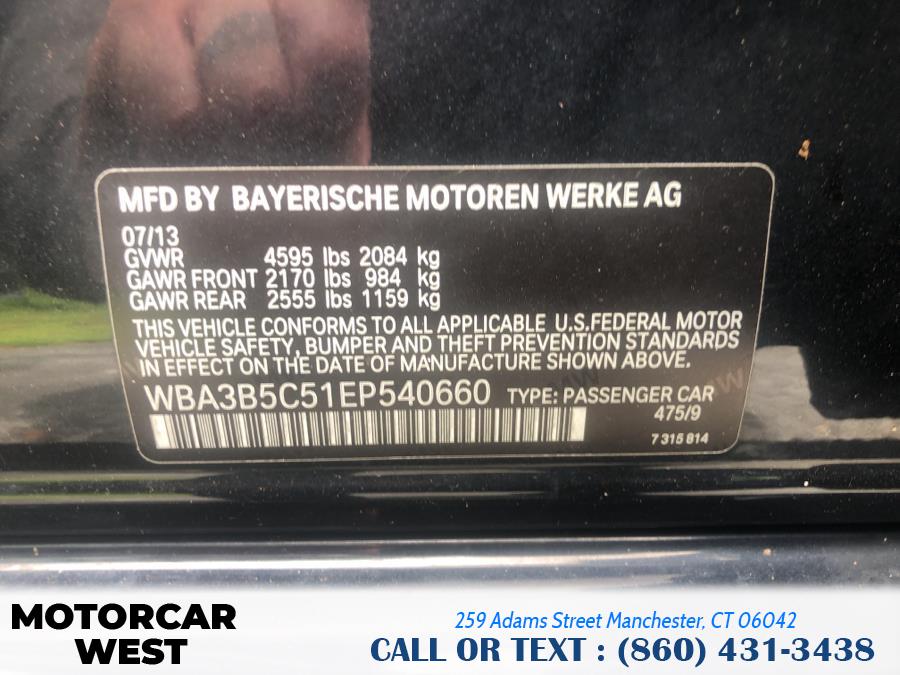 MFD BY BAYERISCHE MOTOREN WERKE AG
07/13
GVWR 4595 lbs 2084 kg
GAWR FRONT 2170 lbs 984 kg
GAWR REAR 2555 lbs 1159 kg
THIS VEHICLE CONFORMS TO ALL APPLICABLE U.S.FEDERAL MOTOR
VEHICLE SAFETY, BUMPER AND THEFT PREVENTION STANDARDS
IN EFFECT ON THE DATE OF MANUFACTURE SHOWN ABOVE.
WBA3B5C51EP540660 TYPE: PASSENGER CAR
475/9
7315814
MOTORCAR
WEST
259 Adams Street Manchester, CT 06042
CALL OR TEXT : (860) 431-3438